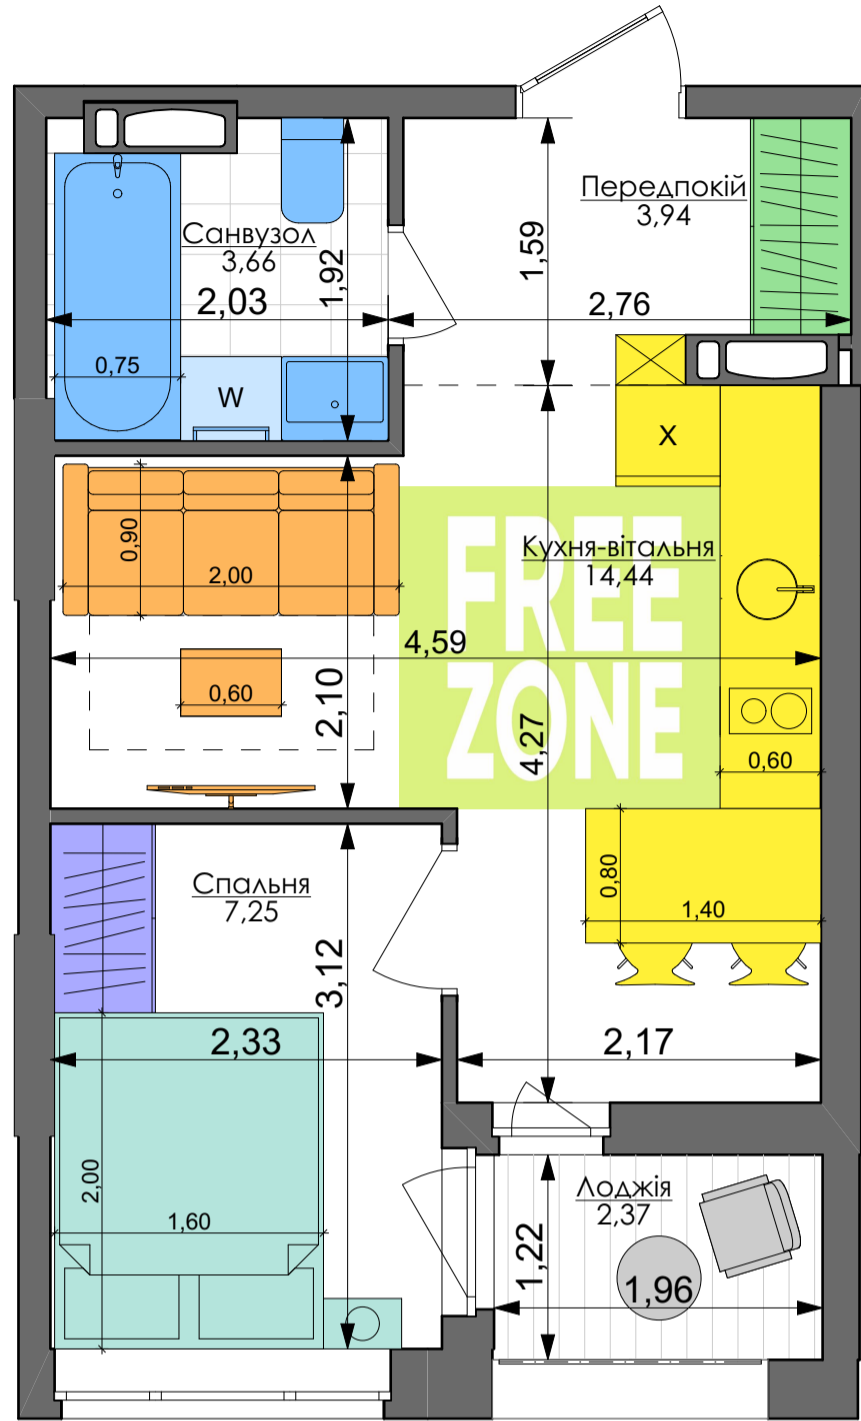 Передпокій
3,94
1,59
2,76
Санвузол
3,66
1,92
2,03
0,75
W
X
FREE
ZONE
Кухня-вітальня
14,44
0,90
2,00
4,59
0,60
2,10
4,27
0,60
0,80
1,40
Спальня
7,25
3,12
2,33
2,17
2,00
1,60
Лоджія
2,37
1,22
1,96